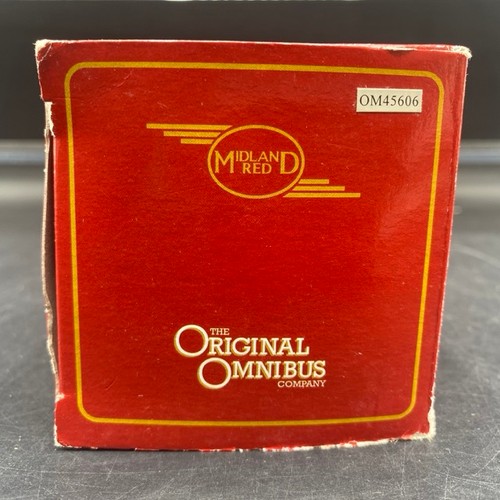 OM45606
MIDLAND
RED
THE
ORIGINAL
OMNIBUS
COMPANY